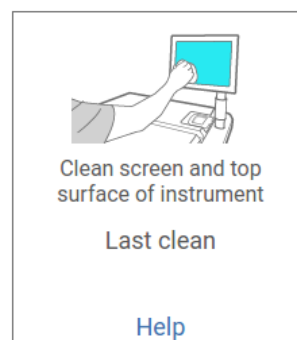 Clean screen and top
surface of instrument
Last clean
Help